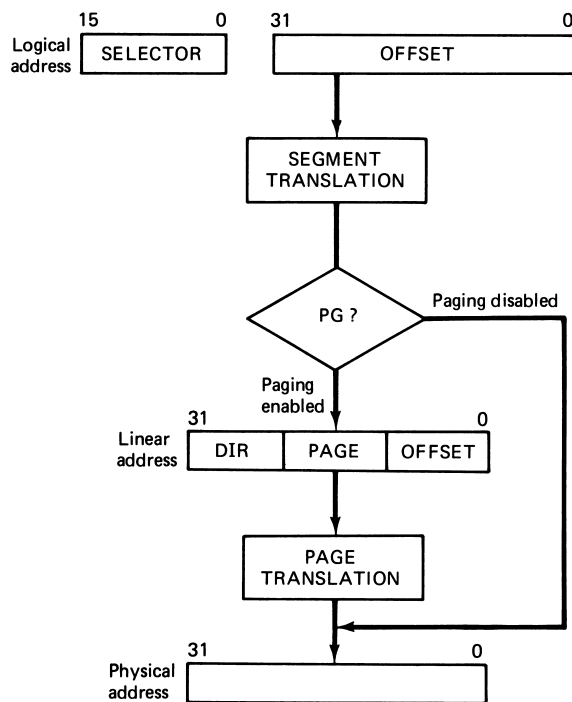 15 0 31 0
Logical address
SELECTOR
OFFSET
SEGMENT
TRANSLATION
PG ?
Paging disabled
Paging
enabled
31 0
Linear address
DIR
PAGE
OFFSET
PAGE
TRANSLATION
31 0
Physical address